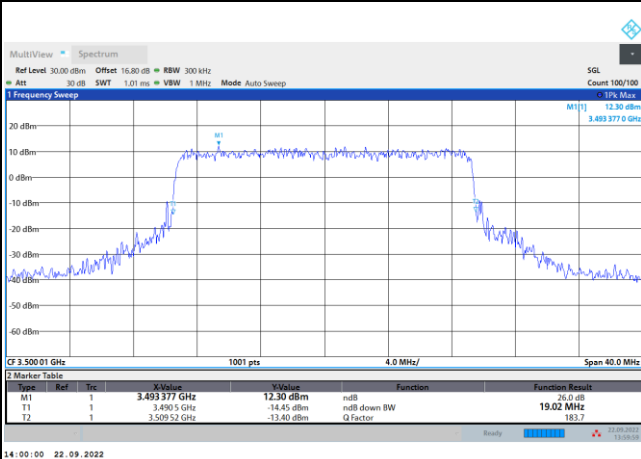 MultiView Spectrum
Ref Level 30.00 dBm Offset 16.80 dB RBW 300 kHz SGL
Att 30 dB SWT 1.01 ms VBW 1 MHz Mode Auto Sweep Count 100/100
1 Frequency Sweep 1Pk Max
M1[1] 12.30 dBm
3.493 377 0 GHz
M1
20 dBm
10 dBm
0 dBm
-10 dBm
-20 dBm
-30 dBm
-40 dBm
-50 dBm
-60 dBm
CF 3.500 01 GHz 1001 pts 4.0 MHz/ Span 40.0 MHz
2 Marker Table
Type Ref Trc X-Value Y-Value Function Function Result
M1 1 3.493 377 GHz 12.30 dBm ndB 26.0 dB
T1 1 3.490 5 GHz -14.45 dBm ndB down BW 19.02 MHz
T2 1 3.509 52 GHz -13.40 dBm Q Factor 183.7
Ready 22.09.2022
14:00:00 22.09.2022